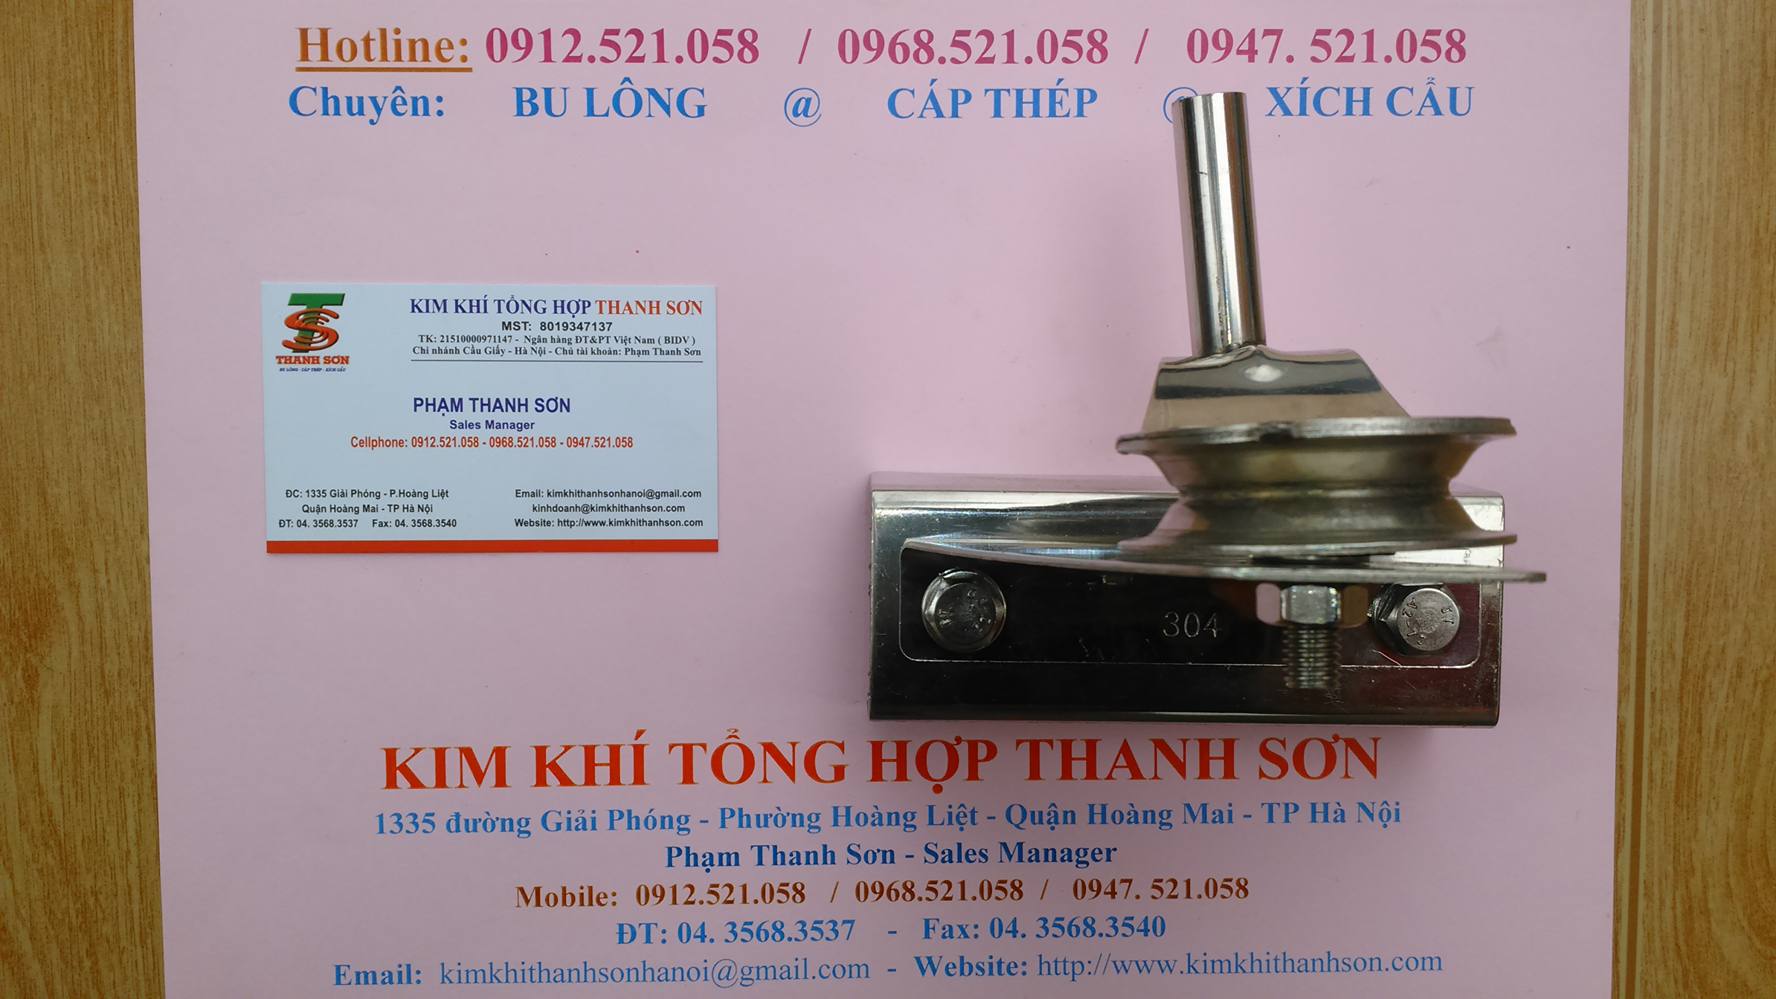 Hotline: 0912.521.058 / 0968.521.058 / 0947. 521.058
Chuyên: BU LÔNG @ CÁP THÉP @ XÍCH CẨU
TS
THANH SƠN
BU LÔNG - CÁP THÉP - XÍCH CẨU
KIM KHÍ TỔNG HỢP THANH SƠN
MST: 8019347137
TK: 21510000971147 - Ngân hàng ĐT&PT Việt Nam ( BIDV )
Chi nhánh Cầu Giấy - Hà Nội - Chủ tài khoản: Phạm Thanh Sơn
PHẠM THANH SƠN
Sales Manager
Cellphone: 0912.521.058 - 0968.521.058 - 0947.521.058
ĐC: 1335 Giải Phóng - P.Hoàng Liệt
Quận Hoàng Mai - TP Hà Nội
ĐT: 04. 3568.3537 Fax: 04. 3568.3540
Email: kimkhithanhsonhanoi@gmail.com
kinhdoanh@kimkhithanhson.com
Website: http://www.kimkhithanhson.com
304
KIM KHÍ TỔNG HỢP THANH SƠN
1335 đường Giải Phóng - Phường Hoàng Liệt - Quận Hoàng Mai - TP Hà Nội
Phạm Thanh Sơn - Sales Manager
Mobile: 0912.521.058 / 0968.521.058 / 0947. 521.058
ĐT: 04. 3568.3537 - Fax: 04. 3568.3540
Email: kimkhithanhsonhanoi@gmail.com - Website: http://www.kimkhithanhson.com